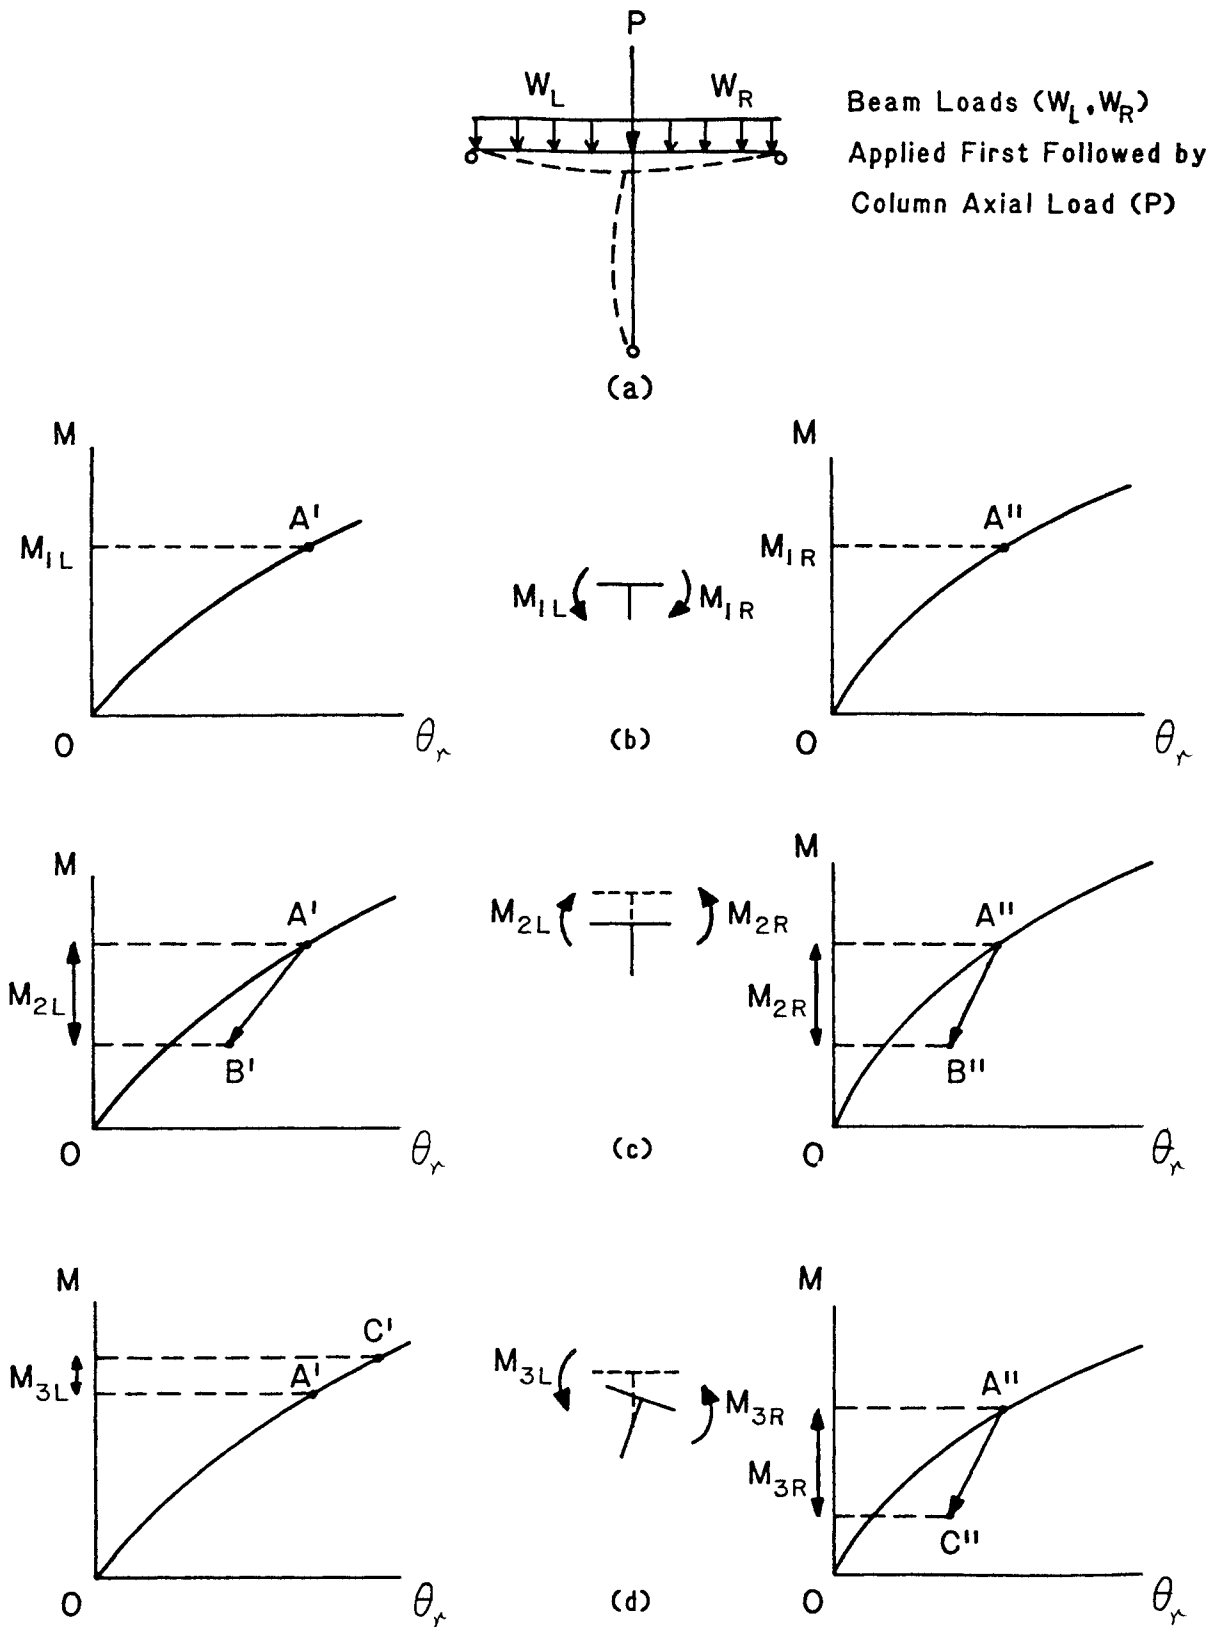 P
W_L W_R
Beam Loads (W_L, W_R)
Applied First Followed by
Column Axial Load (P)
(a)
M
M_1L
A'
O
θ_r
M_1L M_1R
(b)
M
M_1R
A''
O
θ_r
M
A'
M_2L
B'
O
θ_r
M_2L M_2R
(c)
M
A''
M_2R
B''
O
θ_r
M
C'
A'
M_3L
O
θ_r
M_3L M_3R
(d)
M
A''
M_3R
C''
O
θ_r